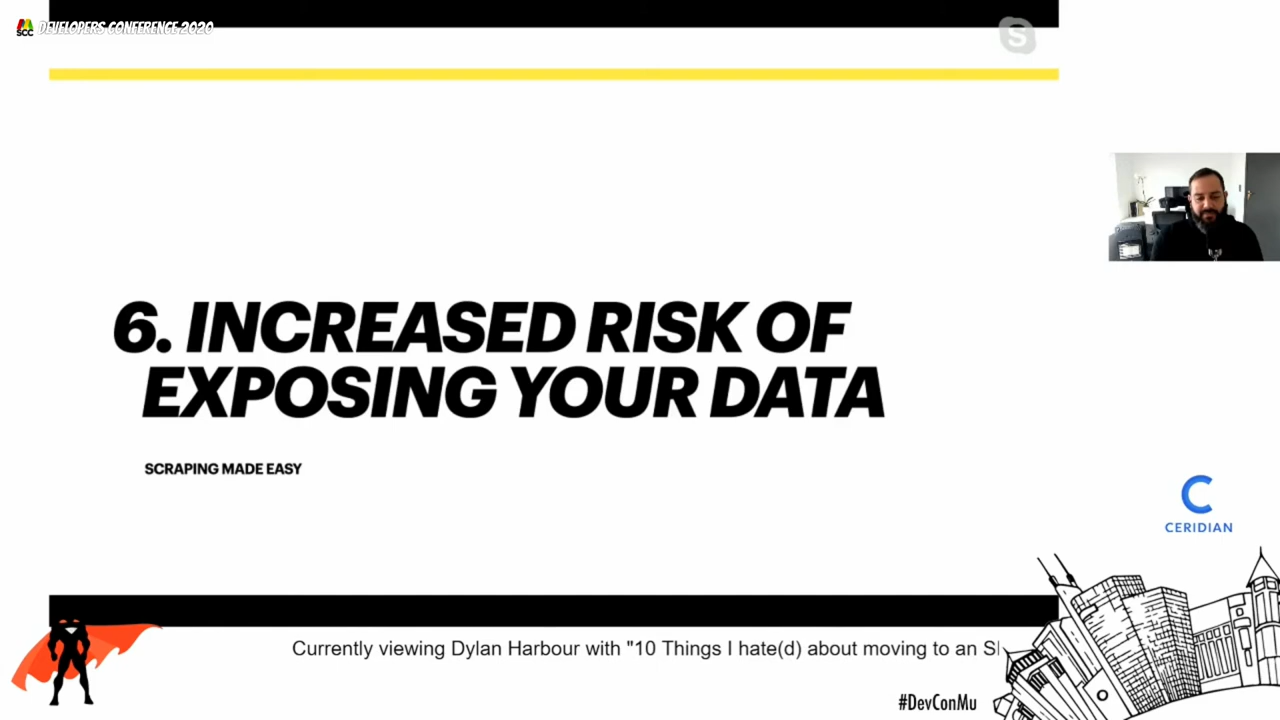 SCC DEVELOPERS CONFERENCE 2020
S
6. INCREASED RISK OF
EXPOSING YOUR DATA
SCRAPING MADE EASY
C
CERIDIAN
Currently viewing Dylan Harbour with "10 Things I hate(d) about moving to an
#DevConMu